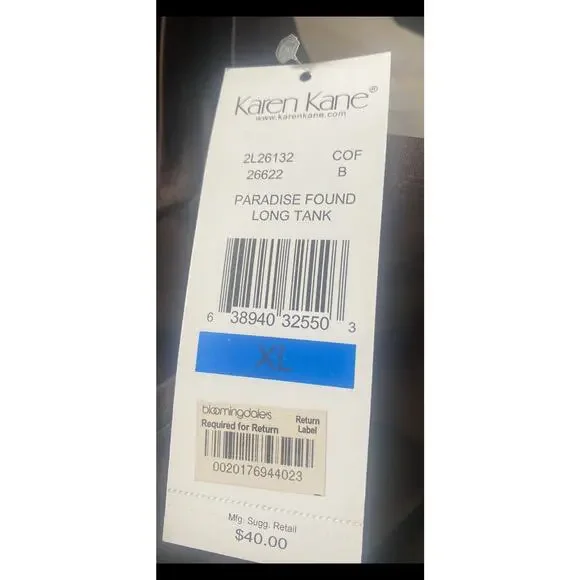 Karen Kane®
www.karenkane.com
2L26132 COF
26622 B
PARADISE FOUND
LONG TANK
6 38940 32550 3
XL
bloomingdale's Return
Required for Return Label
0020176944023
Mfg. Sugg. Retail
$40.00